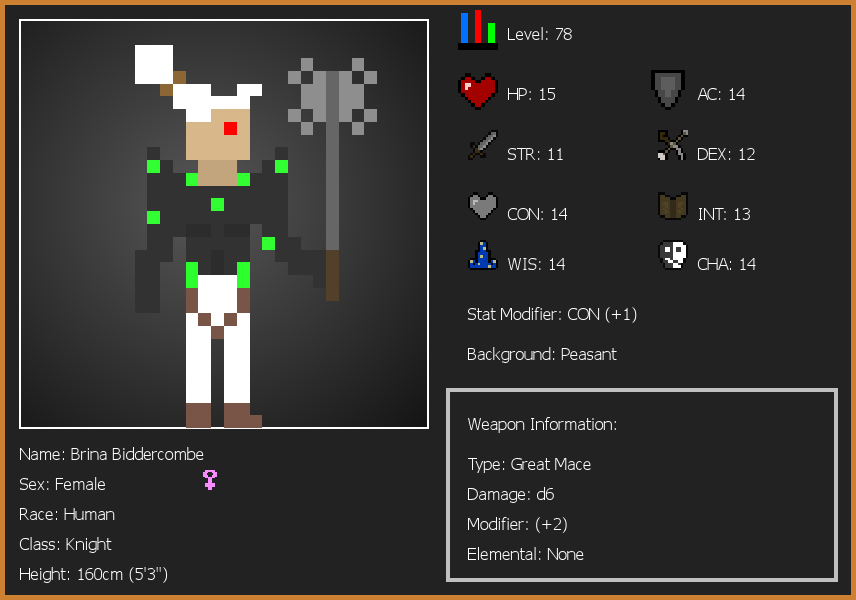 Level: 78
HP: 15
AC: 14
STR: 11
DEX: 12
CON: 14
INT: 13
WIS: 14
CHA: 14
Stat Modifier: CON (+1)
Background: Peasant
Weapon Information:
Type: Great Mace
Damage: d6
Modifier: (+2)
Elemental: None
Name: Brina Biddercombe
Sex: Female
Race: Human
Class: Knight
Height: 160cm (5'3")